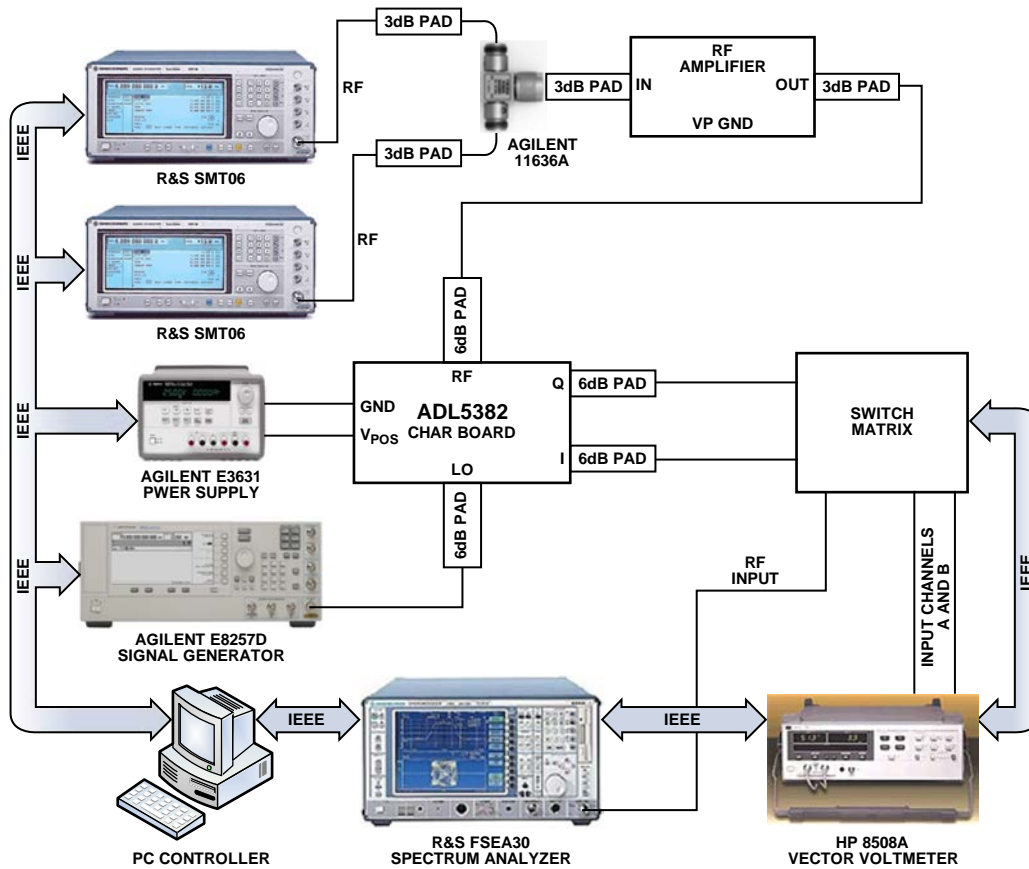 3dB PAD
RF
3dB PAD
RF
AGILENT
11636A
3dB PAD
IN
RF
AMPLIFIER
OUT
VP GND
3dB PAD
IEEE
R&S SMT06
R&S SMT06
IEEE
6dB PAD
RF
GND
ADL5382
CHAR BOARD
VPOS
LO
Q
6dB PAD
I
6dB PAD
SWITCH
MATRIX
6dB PAD
IEEE
AGILENT E3631
PWER SUPPLY
IEEE
AGILENT E8257D
SIGNAL GENERATOR
RF
INPUT
INPUT CHANNELS
A AND B
IEEE
IEEE
IEEE
PC CONTROLLER
R&S FSEA30
SPECTRUM ANALYZER
HP 8508A
VECTOR VOLTMETER